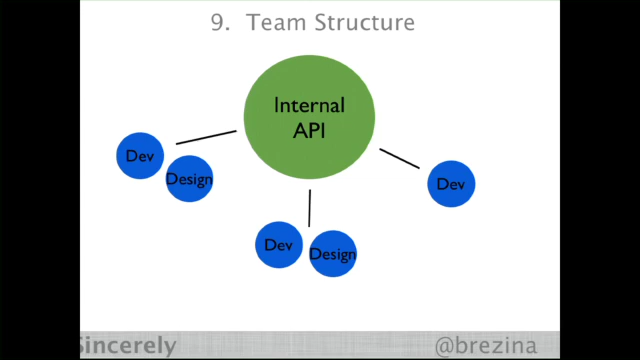 9. Team Structure
Internal
API
Dev
Design
Dev
Dev
Design
Sincerely
@brezina